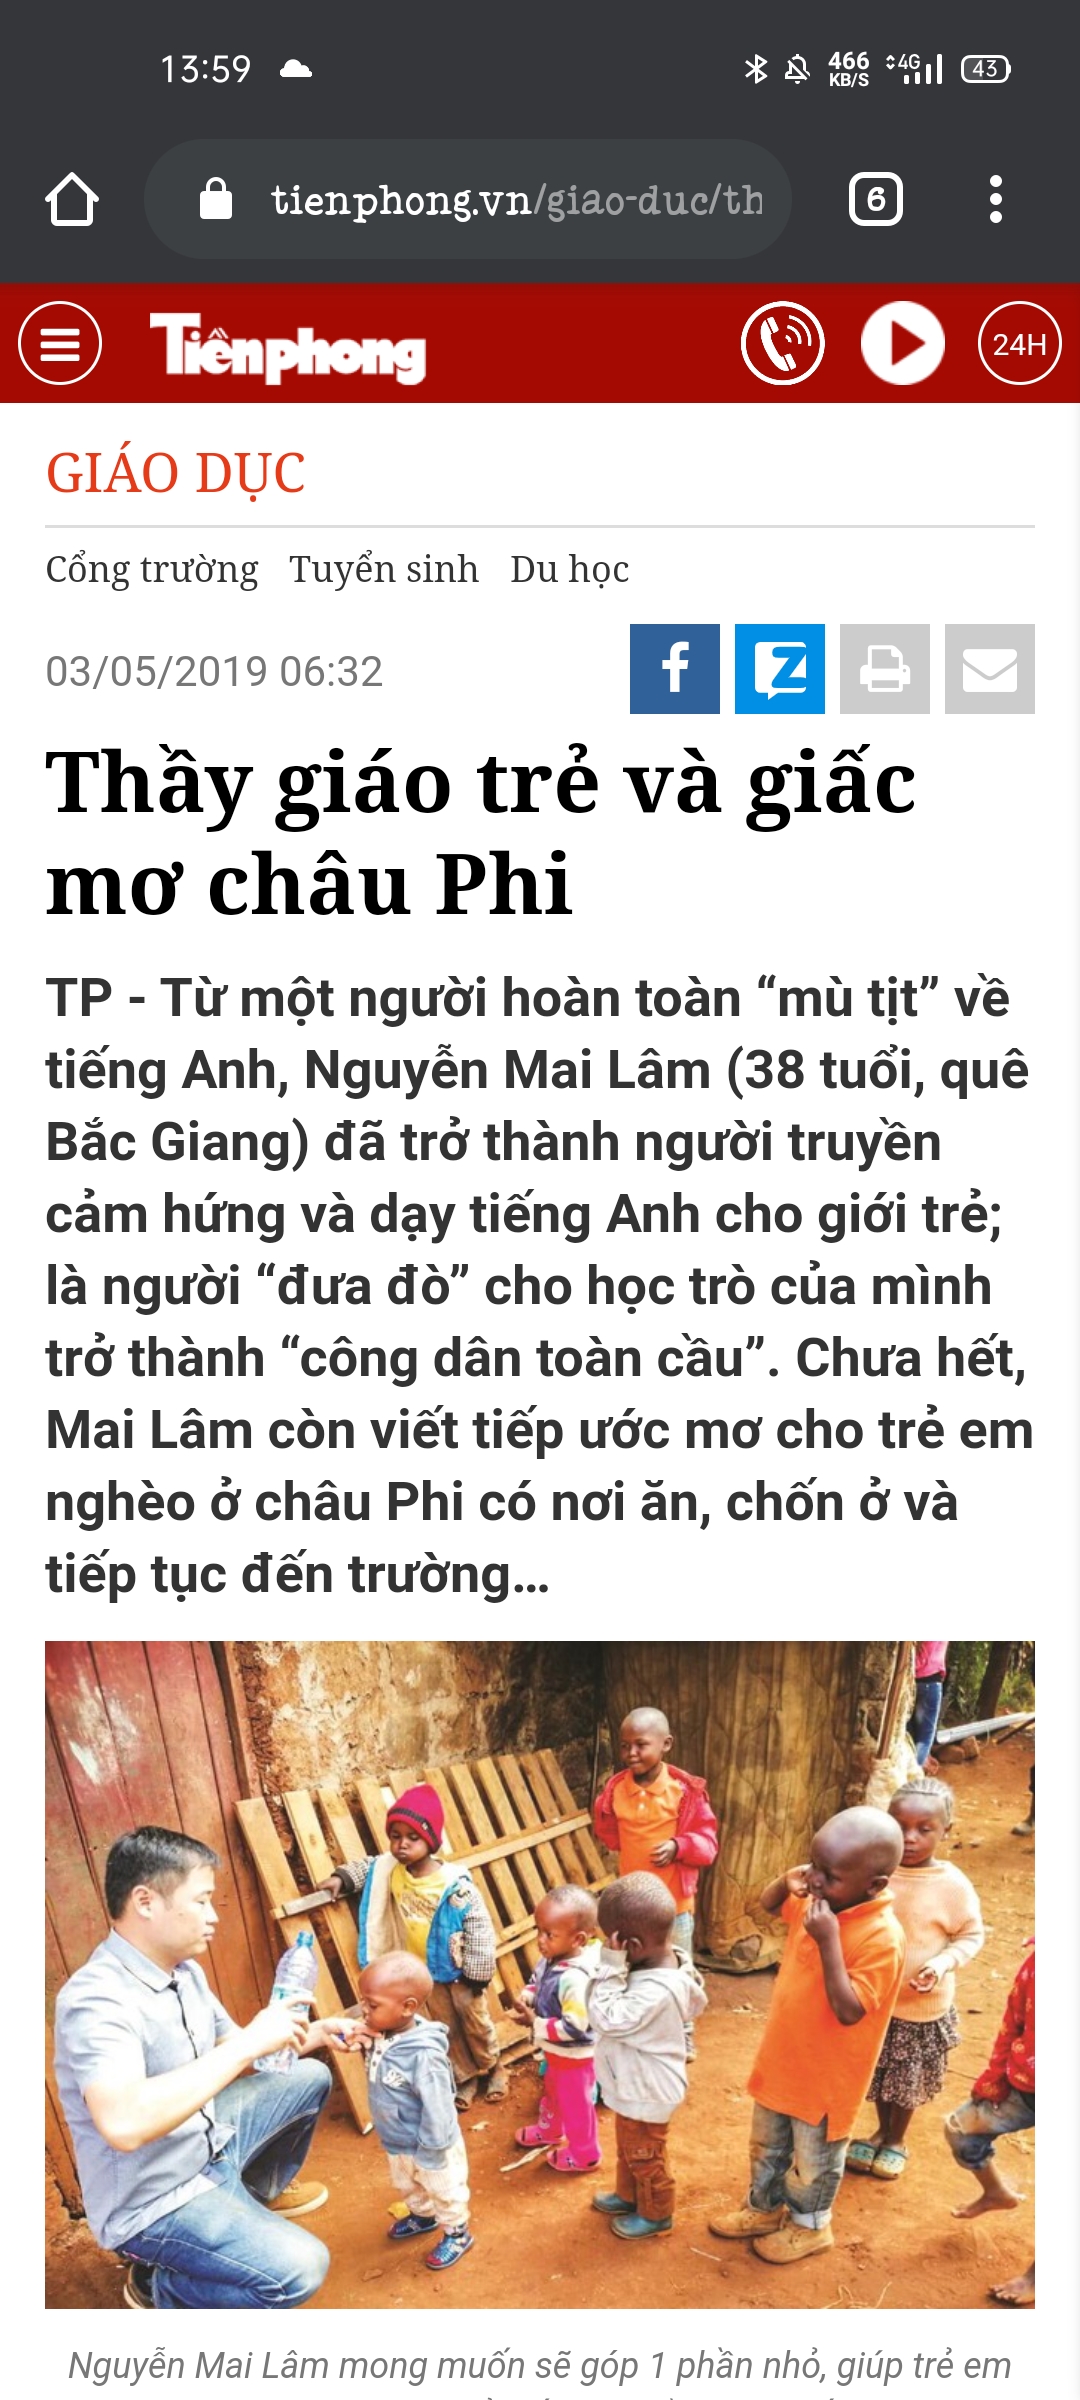 13:59
466
KB/S
4G
43
tienphong.vn/giao-duc/th
6
Tiềnphong
24H
GIÁO DỤC
Cổng trường Tuyển sinh Du học
03/05/2019 06:32
Thầy giáo trẻ và giấc
mơ châu Phi
TP - Từ một người hoàn toàn “mù tịt” về
tiếng Anh, Nguyễn Mai Lâm (38 tuổi, quê
Bắc Giang) đã trở thành người truyền
cảm hứng và dạy tiếng Anh cho giới trẻ;
là người “đưa đò” cho học trò của mình
trở thành “công dân toàn cầu”. Chưa hết,
Mai Lâm còn viết tiếp ước mơ cho trẻ em
nghèo ở châu Phi có nơi ăn, chốn ở và
tiếp tục đến trường...
Nguyễn Mai Lâm mong muốn sẽ góp 1 phần nhỏ, giúp trẻ em